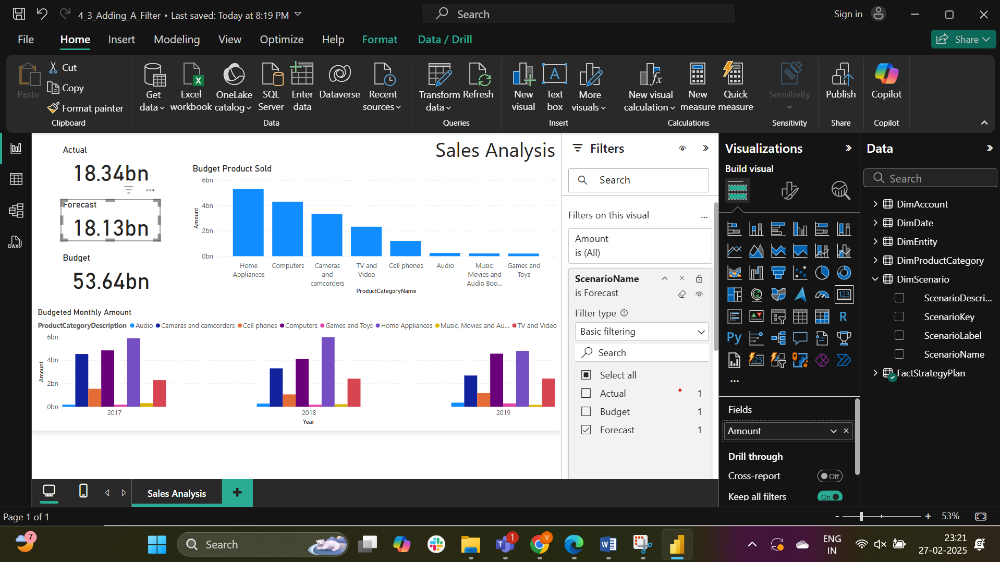 4_3_Adding_A_Filter • Last saved: Today at 8:19 PM
Search
Sign in
File
Home
Insert
Modeling
View
Optimize
Help
Format
Data / Drill
Share
Paste
Cut
Copy
Format painter
Clipboard
Get data
Excel workbook
OneLake catalog
SQL Server
Enter data
Dataverse
Recent sources
Data
Transform data
Refresh
Queries
New visual
Text box
More visuals
Insert
New visual calculation
New measure
Quick measure
Calculations
Sensitivity
Sensitivity
Publish
Share
Copilot
Copilot
Actual
18.34bn
Forecast
18.13bn
Budget
53.64bn
Sales Analysis
Budget Product Sold
6bn
4bn
2bn
0bn
Amount
Home Appliances
Computers
Cameras and camcorders
TV and Video
Cell phones
Audio
Music, Movies and Audio Boo...
Games and Toys
ProductCategoryName
Budgeted Monthly Amount
ProductCategoryDescription Audio Cameras and camcorders Cell phones Computers Games and Toys Home Appliances Music, Movies and Au... TV and Video
6bn
4bn
2bn
0bn
Amount
2017
2018
2019
Year
Filters
Search
Filters on this visual
...
Amount
is (All)
ScenarioName
is Forecast
Filter type
Basic filtering
Search
Select all
Actual 1
Budget 1
Forecast 1
Visualizations
Build visual
123
R
Py
123
...
Fields
Amount
Drill through
Cross-report
Off
Keep all filters
On
Data
Search
DimAccount
DimDate
DimEntity
DimProductCategory
DimScenario
ScenarioDescri...
ScenarioKey
ScenarioLabel
ScenarioName
FactStrategyPlan
DAX
Sales Analysis
+
Page 1 of 1
- + 53%
7
Search
1
V
ENG
IN
23:21
27-02-2025